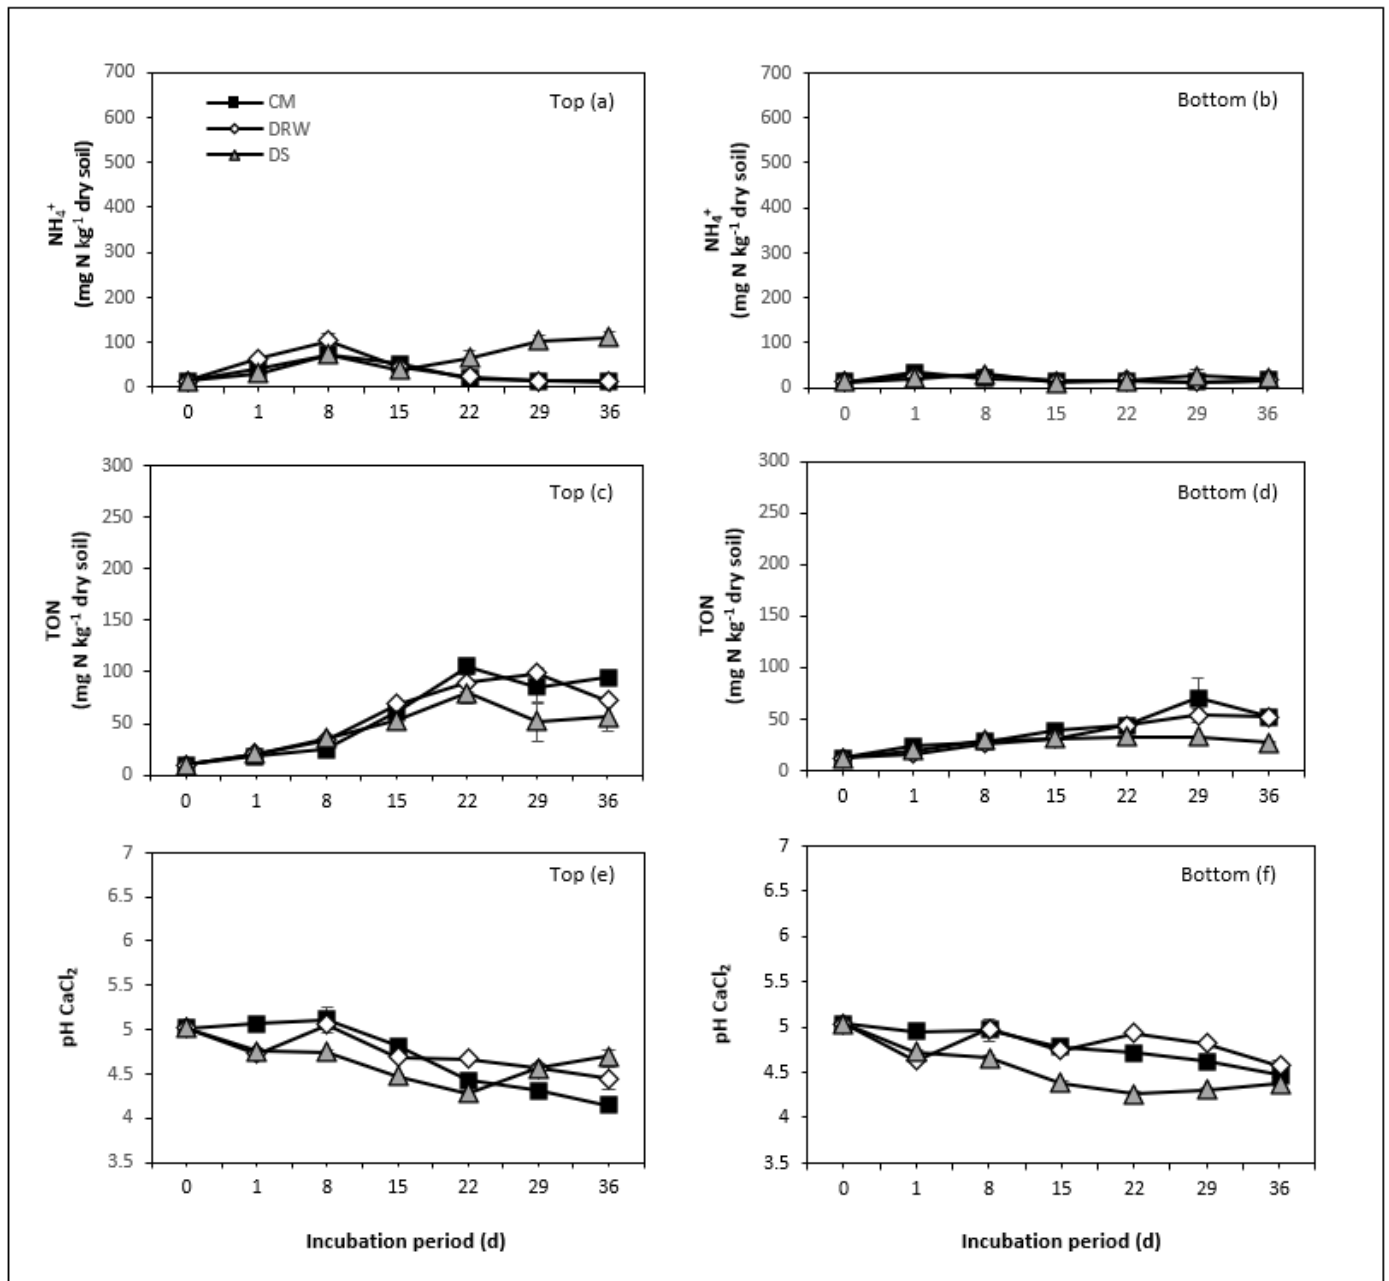 700
600
500
400
300
200
100
0
NH₄⁺
(mg N kg⁻¹ dry soil)
CM
DRW
DS
Top (a)
0 1 8 15 22 29 36
700
600
500
400
300
200
100
0
NH₄⁺
(mg N kg⁻¹ dry soil)
Bottom (b)
0 1 8 15 22 29 36
300
250
200
150
100
50
0
TON
(mg N kg⁻¹ dry soil)
Top (c)
0 1 8 15 22 29 36
300
250
200
150
100
50
0
TON
(mg N kg⁻¹ dry soil)
Bottom (d)
0 1 8 15 22 29 36
7
6.5
6
5.5
5
4.5
4
3.5
pH CaCl₂
Top (e)
0 1 8 15 22 29 36
Incubation period (d)
7
6.5
6
5.5
5
4.5
4
3.5
pH CaCl₂
Bottom (f)
0 1 8 15 22 29 36
Incubation period (d)